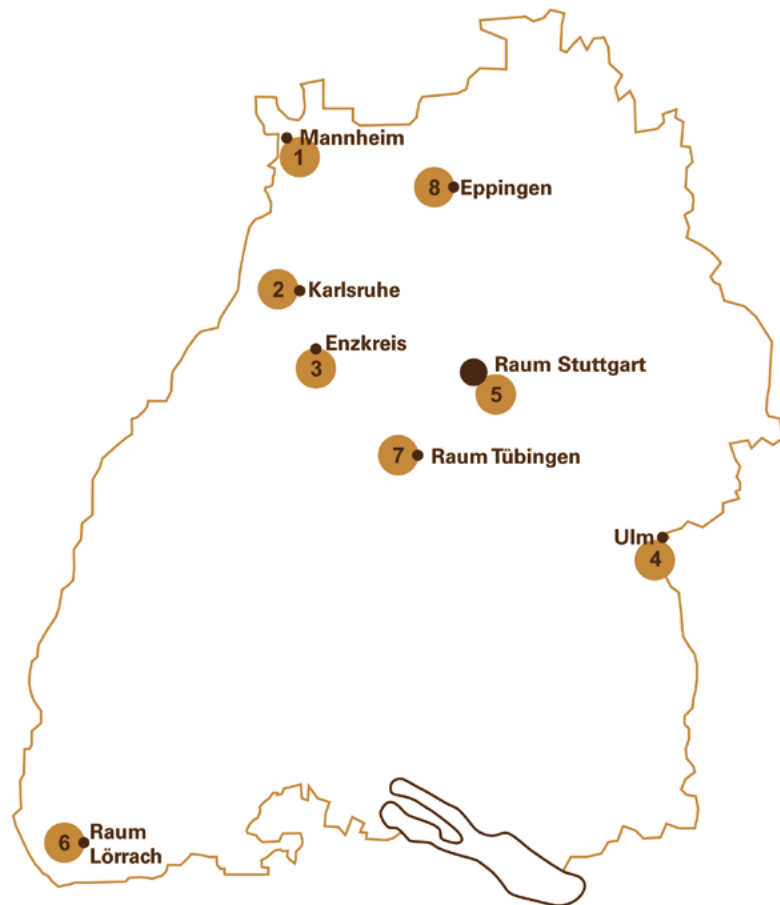 Mannheim
1
8
Eppingen
2
Karlsruhe
Enzkreis
3
Raum Stuttgart
5
7
Raum Tübingen
Ulm
4
6
Raum
Lörrach